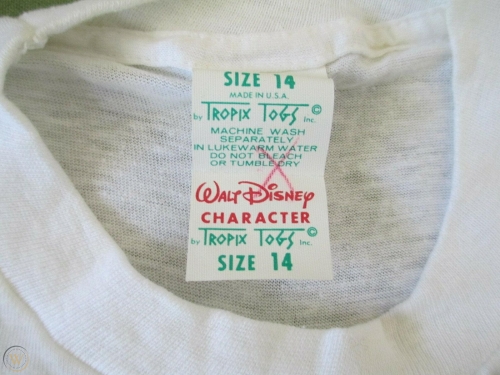 SIZE 14
MADE IN U.S.A.
by TROPIX TOGS Inc. ©
MACHINE WASH
SEPARATELY
IN LUKEWARM WATER
DO NOT BLEACH
OR TUMBLE DRY
WALT DISNEY
CHARACTER
by TROPIX TOGS Inc. ©
SIZE 14